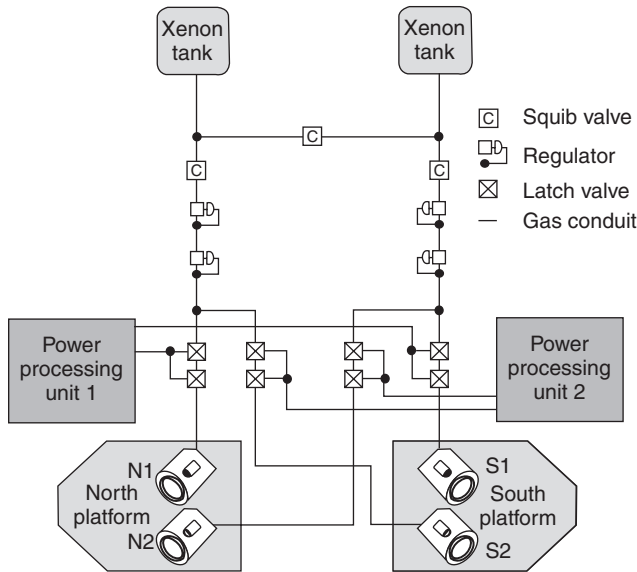 Xenon
tank
Xenon
tank
C
C
C
C Squib valve
Regulator
Latch valve
Gas conduit
Power
processing
unit 1
Power
processing
unit 2
N1
North
platform
N2
S1
South
platform
S2